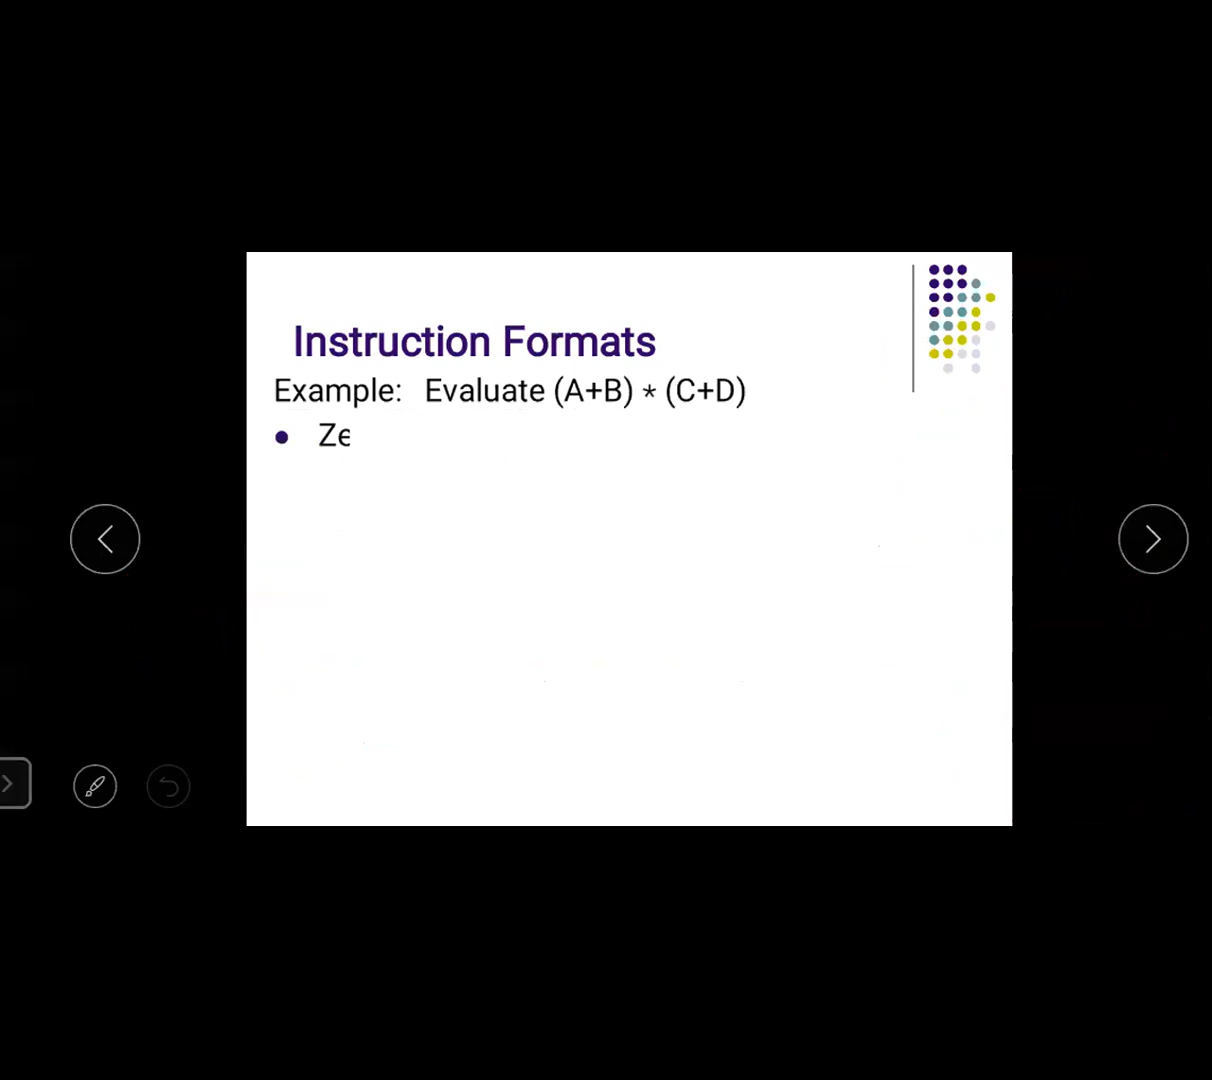 Instruction Formats
Example: Evaluate (A+B) * (C+D)
• Ze